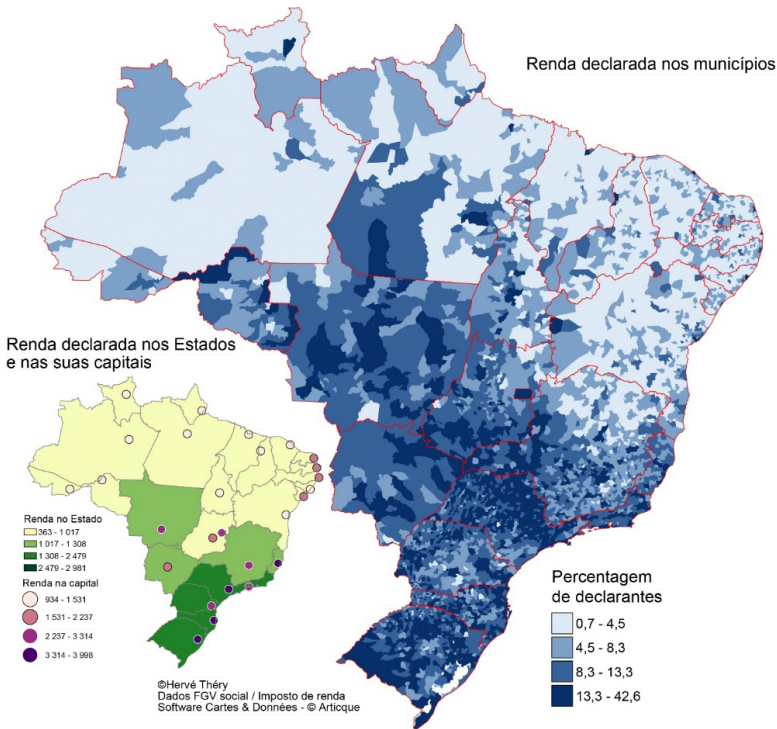 Renda declarada nos municípios
Renda declarada nos Estados
e nas suas capitais
Renda no Estado
363 - 1 017
1 017 - 1 308
1 308 - 2 479
2 479 - 2 981
Renda na capital
934 - 1 531
1 531 - 2 237
2 237 - 3 314
3 314 - 3 998
©Hervé Théry
Dados FGV social / Imposto de renda
Software Cartes & Données - © Articque
Percentagem
de declarantes
0,7 - 4,5
4,5 - 8,3
8,3 - 13,3
13,3 - 42,6